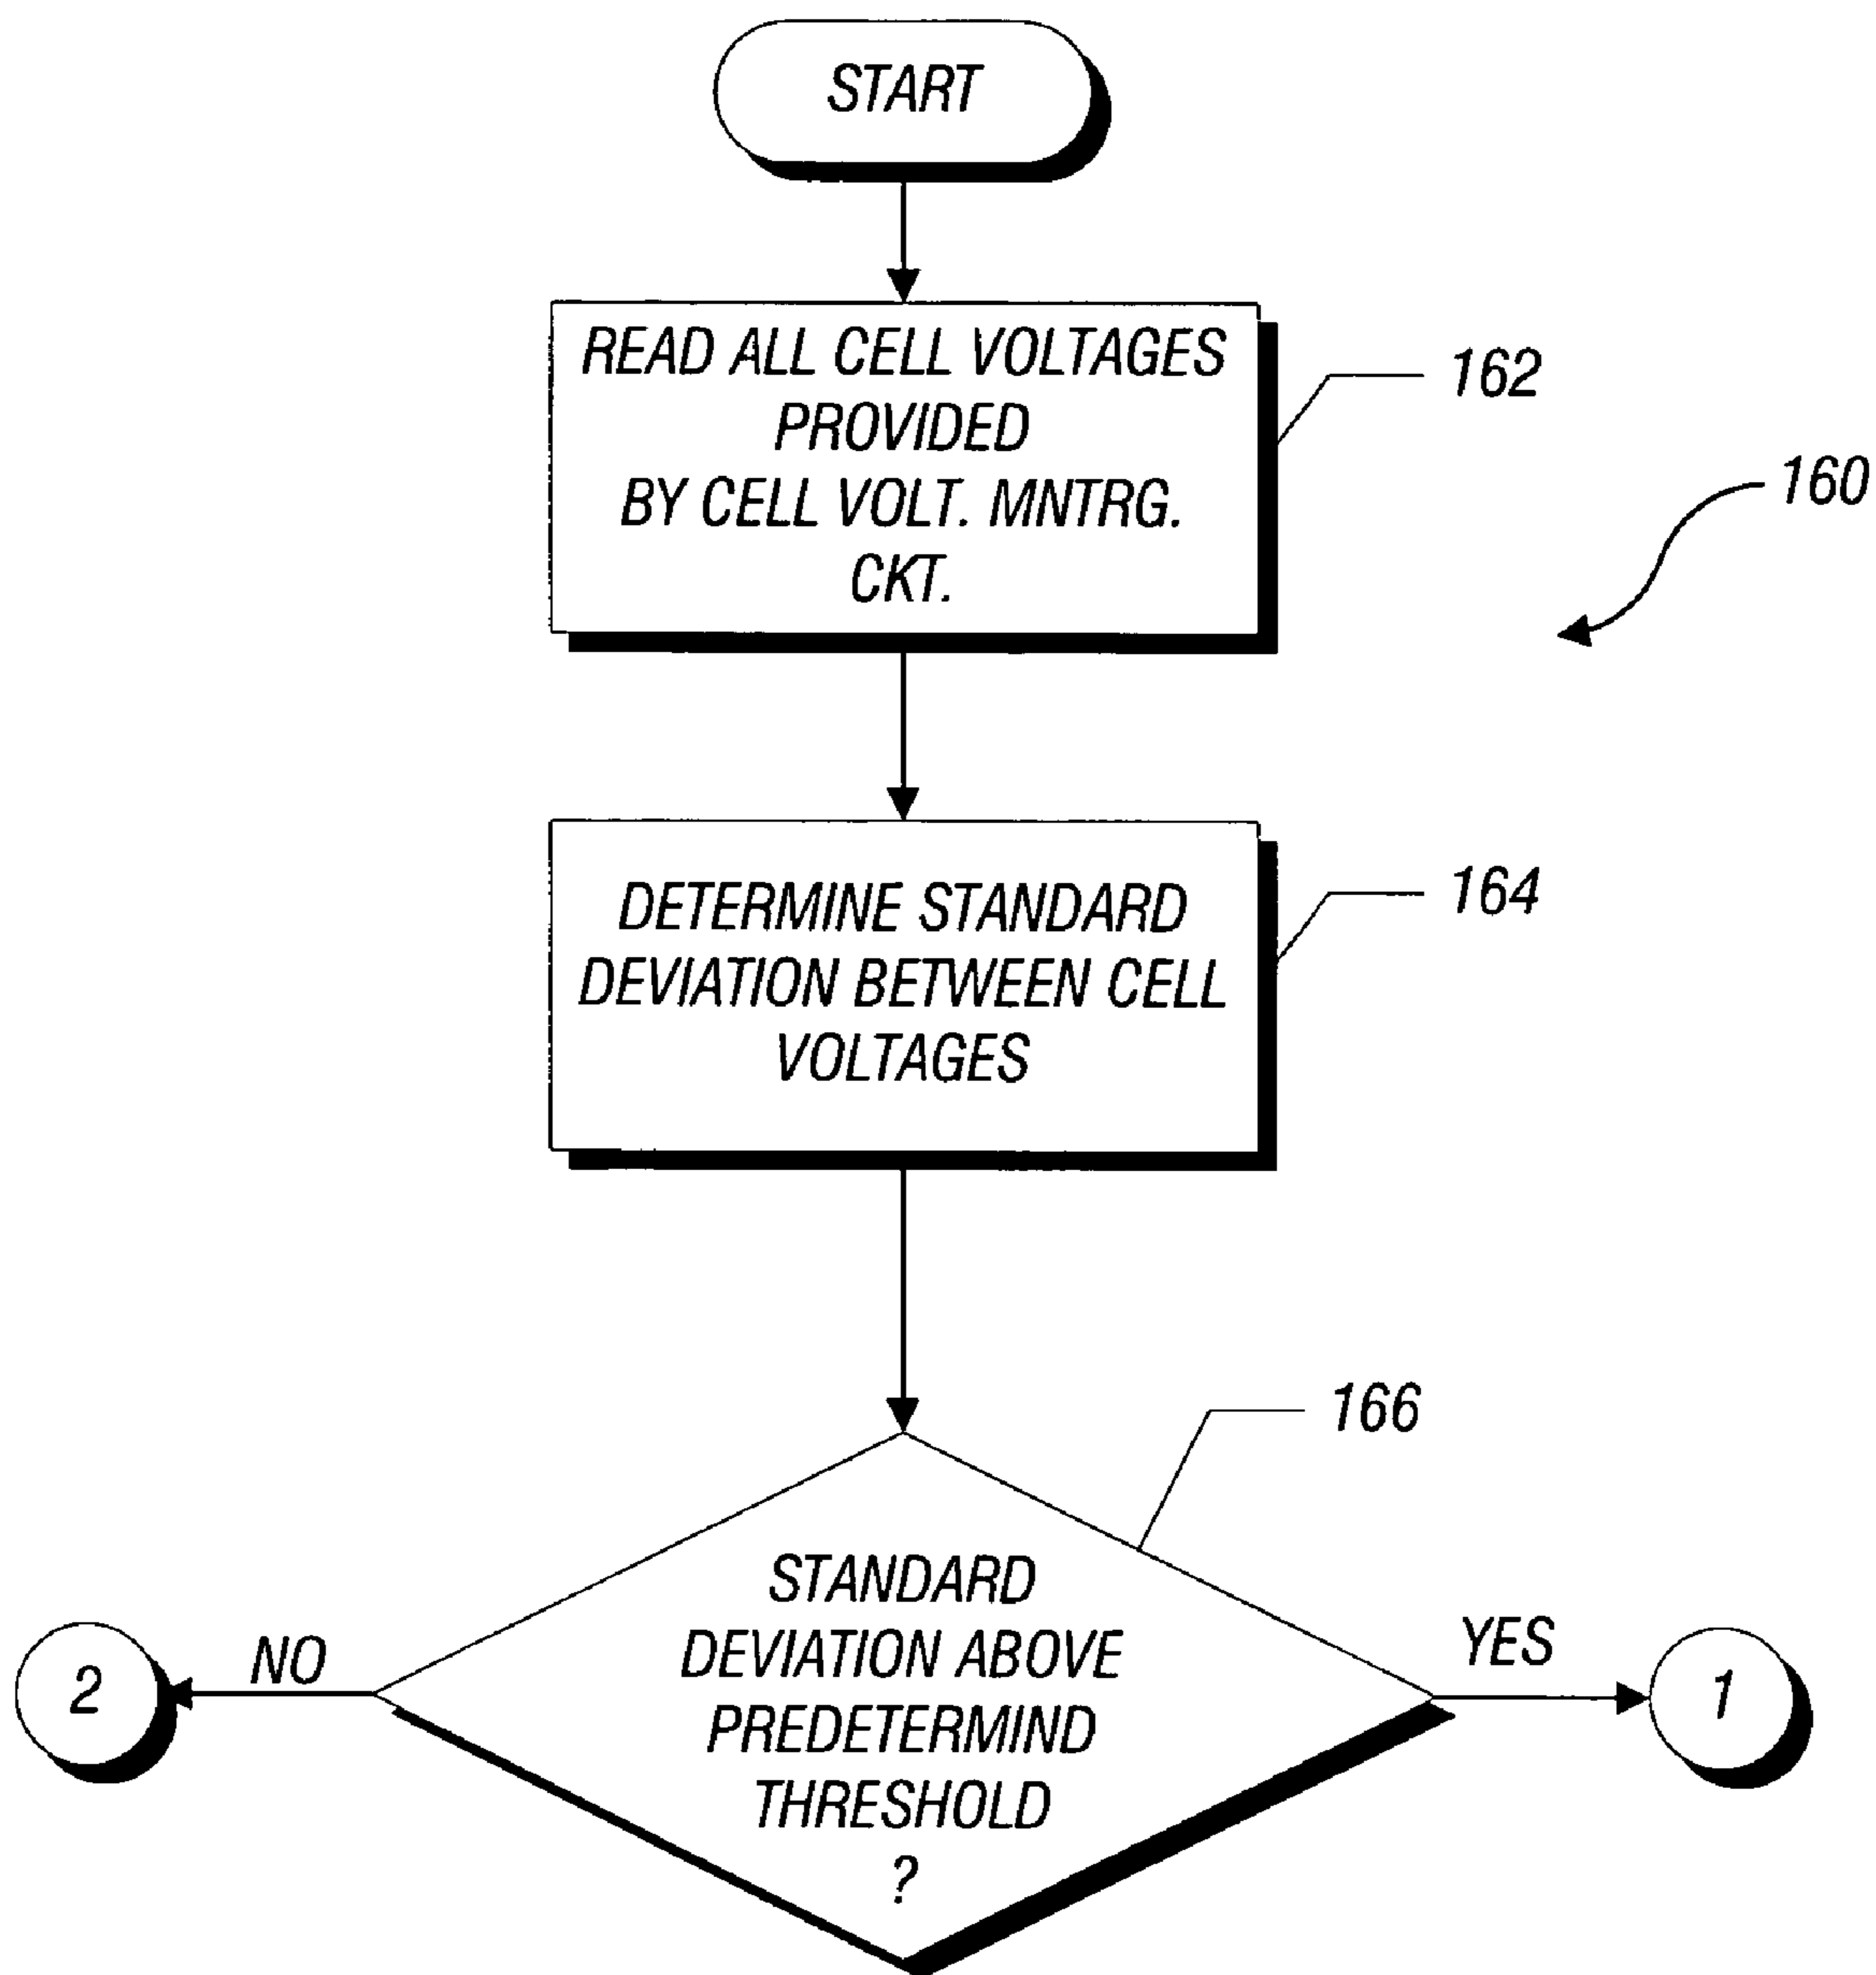 START
READ ALL CELL VOLTAGES
PROVIDED
BY CELL VOLT. MNTRG.
CKT.
162
160
DETERMINE STANDARD
DEVIATION BETWEEN CELL
VOLTAGES
164
166
STANDARD
DEVIATION ABOVE
PREDETERMIND
THRESHOLD
?
NO
2
YES
1